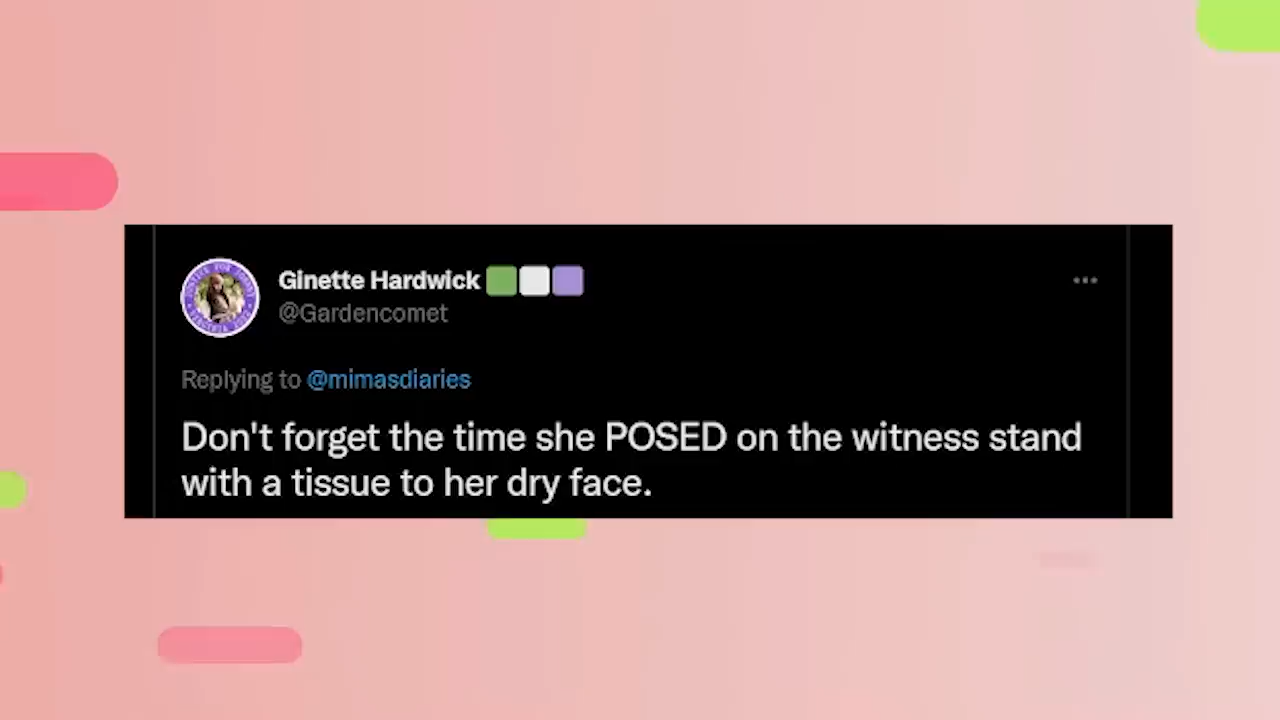 Ginette Hardwick
@Gardencomet
Replying to @mimasdiaries
Don't forget the time she POSED on the witness stand
with a tissue to her dry face.